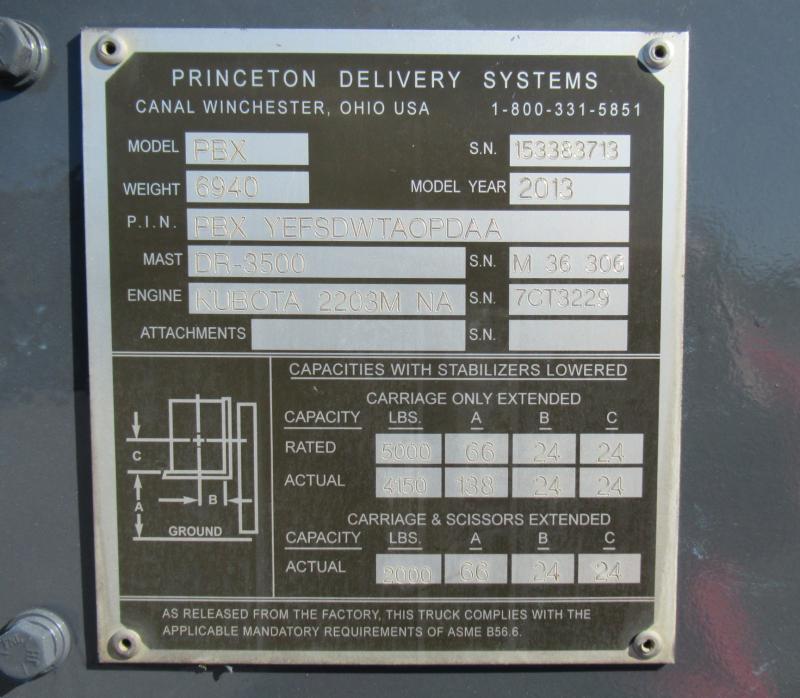 PRINCETON DELIVERY SYSTEMS
CANAL WINCHESTER, OHIO USA 1-800-331-5851
MODEL PBX S.N. 153383713
WEIGHT 6940 MODEL YEAR 2013
P.I.N. PBX YEFSDWTAOPDAA
MAST DR-3500 S.N. M 36 306
ENGINE KUBOTA 2203M NA S.N. 7CT3229
ATTACHMENTS S.N.
CAPACITIES WITH STABILIZERS LOWERED
CARRIAGE ONLY EXTENDED
CAPACITY LBS. A B C
RATED 5000 66 24 24
ACTUAL 4150 138 24 24
CARRIAGE & SCISSORS EXTENDED
CAPACITY LBS. A B C
ACTUAL 2000 66 24 24
C
B
A
GROUND
AS RELEASED FROM THE FACTORY, THIS TRUCK COMPLIES WITH THE
APPLICABLE MANDATORY REQUIREMENTS OF ASME B56.6.